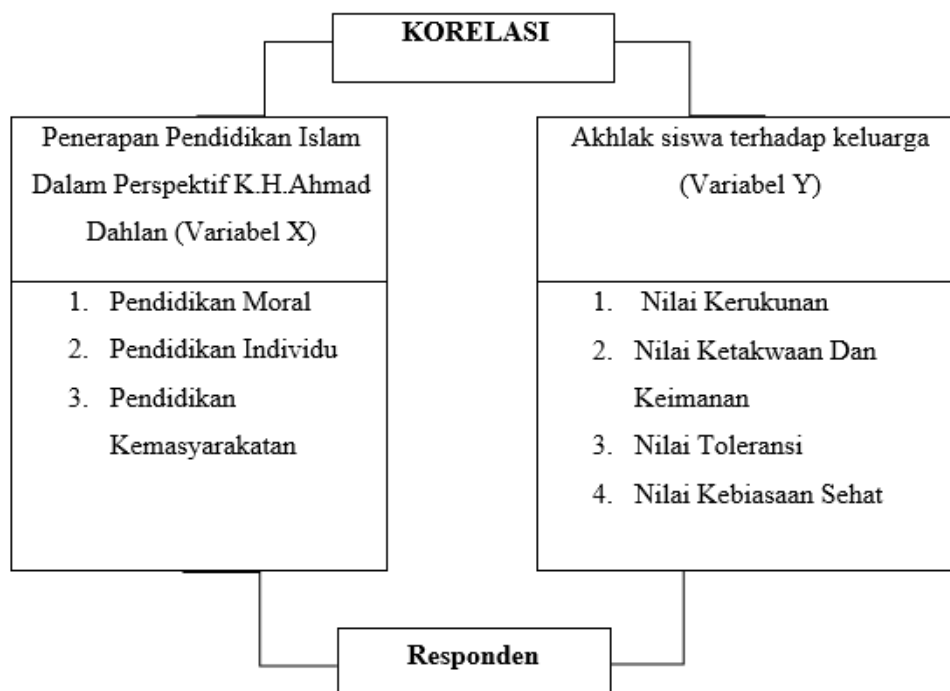 KORELASI
Penerapan Pendidikan Islam
Dalam Perspektif K.H.Ahmad
Dahlan (Variabel X)
1. Pendidikan Moral
2. Pendidikan Individu
3. Pendidikan
Kemasyarakatan
Akhlak siswa terhadap keluarga
(Variabel Y)
1. Nilai Kerukunan
2. Nilai Ketakwaan Dan
Keimanan
3. Nilai Toleransi
4. Nilai Kebiasaan Sehat
Responden